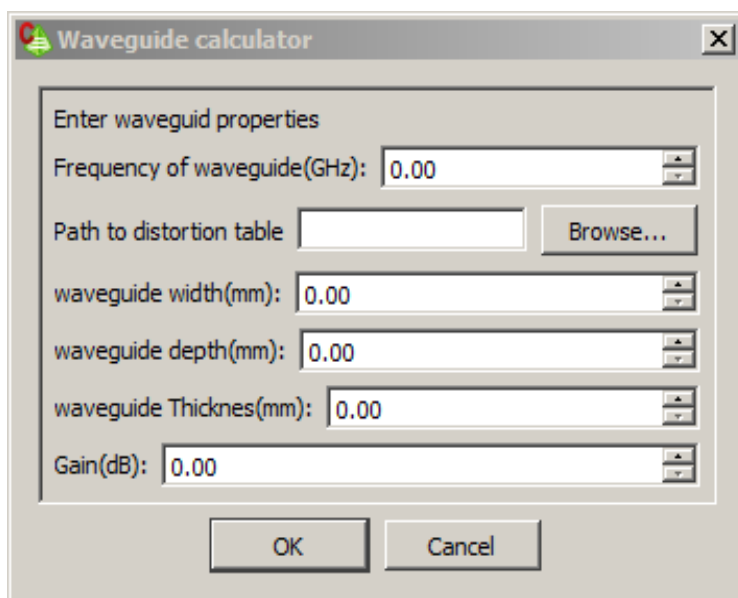 Waveguide calculator
Enter waveguid properties
Frequency of waveguide(GHz): 0.00
Path to distortion table Browse...
waveguide width(mm): 0.00
waveguide depth(mm): 0.00
waveguide Thicknes(mm): 0.00
Gain(dB): 0.00
OK Cancel